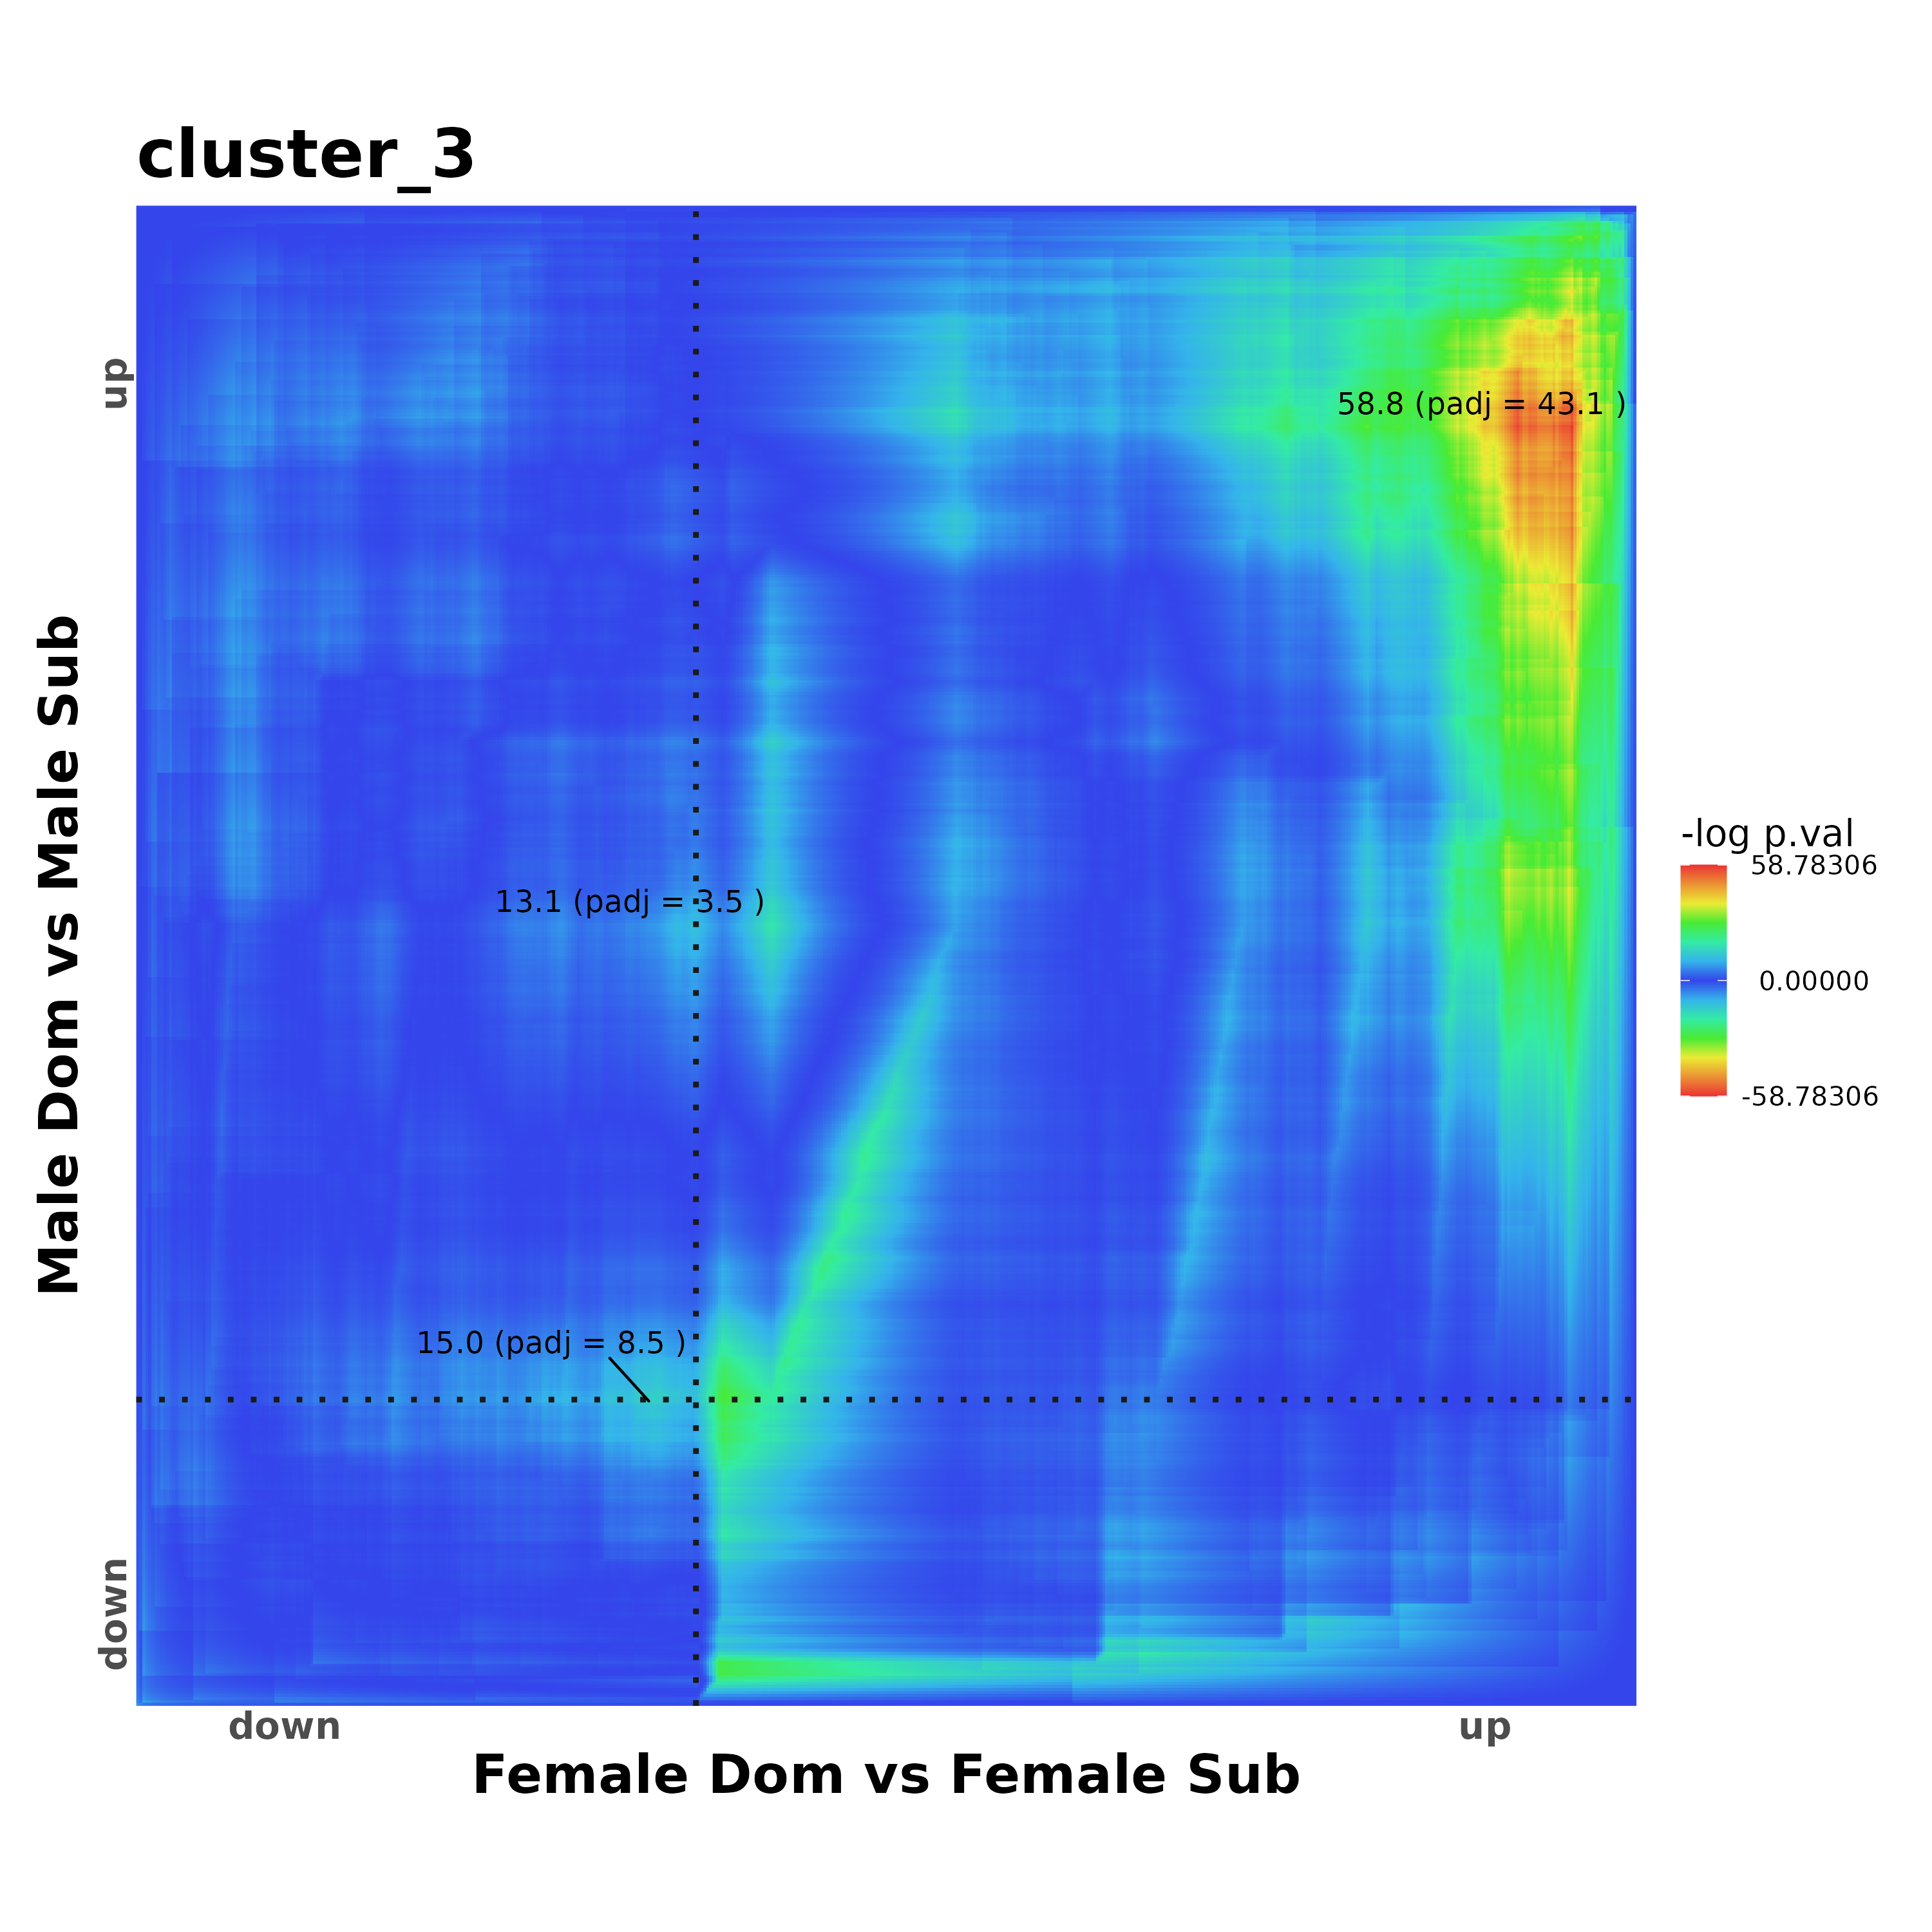 cluster_3
up
58.8 (padj = 43.1 )
Male Dom vs Male Sub
-log p.val
58.78306
0.00000
-58.78306
13.1 (padj = 3.5 )
15.0 (padj = 8.5 )
down
down
up
Female Dom vs Female Sub